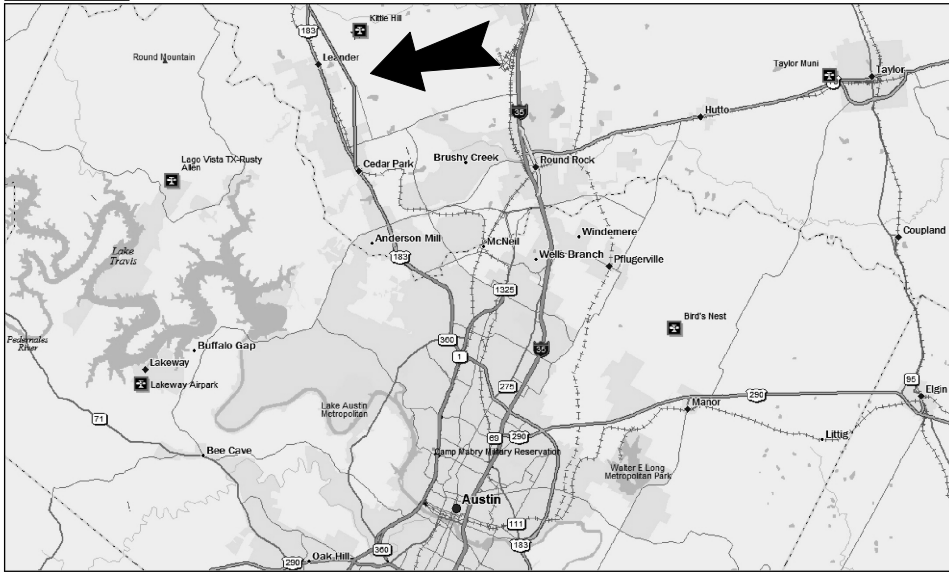 Kittie Hill
183
Leander
Round Mountain
Taylor Muni
Taylor
35
Hutto
Lago Vista TX-Rusty
Allen
Cedar Park
Brushy Creek
Round Rock
Anderson Mill
McNeil
Windemere
Coupland
Lake
Travis
183
Wells Branch
Pflugerville
1325
Bird's Nest
Pedernales
River
Buffalo Gap
360
1
35
Lakeway
Lakeway Airpark
275
95
Elgin
290
Manor
Lake Austin
Metropolitan
71
69
290
Littig
Bee Cave
Camp Mabry Military Reservation
Walter E Long
Metropolitan Park
Austin
111
183
360
290
Oak Hill